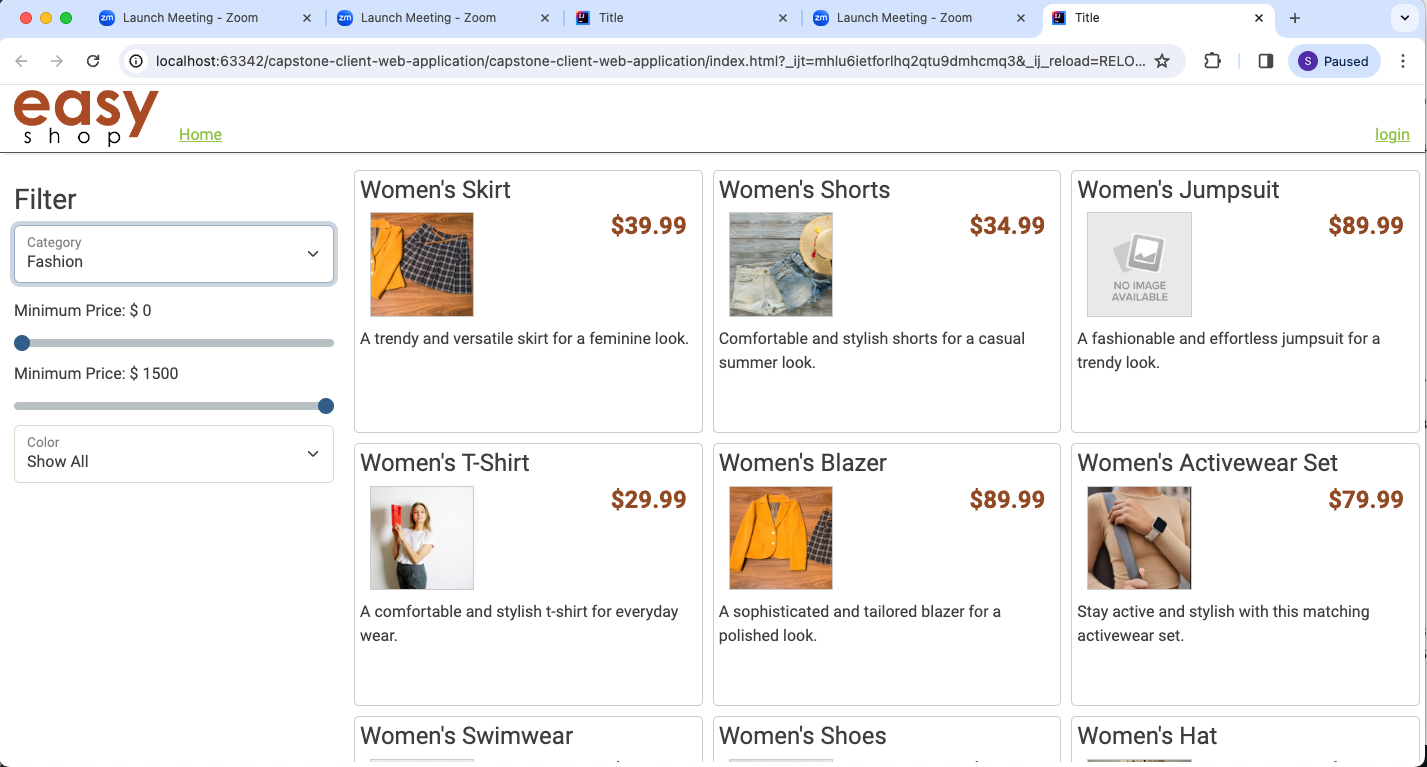 Launch Meeting - Zoom
Launch Meeting - Zoom
Title
Launch Meeting - Zoom
Title
localhost:63342/capstone-client-web-application/capstone-client-web-application/index.html?_ijt=mhlu6ietforlhq2qtu9dmhcmq3&_ij_reload=RELO...
S
Paused
easy
shop
Home
login
Filter
Category
Fashion
Minimum Price: $ 0
Minimum Price: $ 1500
Color
Show All
Women's Skirt
$39.99
A trendy and versatile skirt for a feminine look.
Women's Shorts
$34.99
Comfortable and stylish shorts for a casual
summer look.
Women's Jumpsuit
$89.99
NO IMAGE
AVAILABLE
A fashionable and effortless jumpsuit for a
trendy look.
Women's T-Shirt
$29.99
A comfortable and stylish t-shirt for everyday
wear.
Women's Blazer
$89.99
A sophisticated and tailored blazer for a
polished look.
Women's Activewear Set
$79.99
Stay active and stylish with this matching
activewear set.
Women's Swimwear
Women's Shoes
Women's Hat